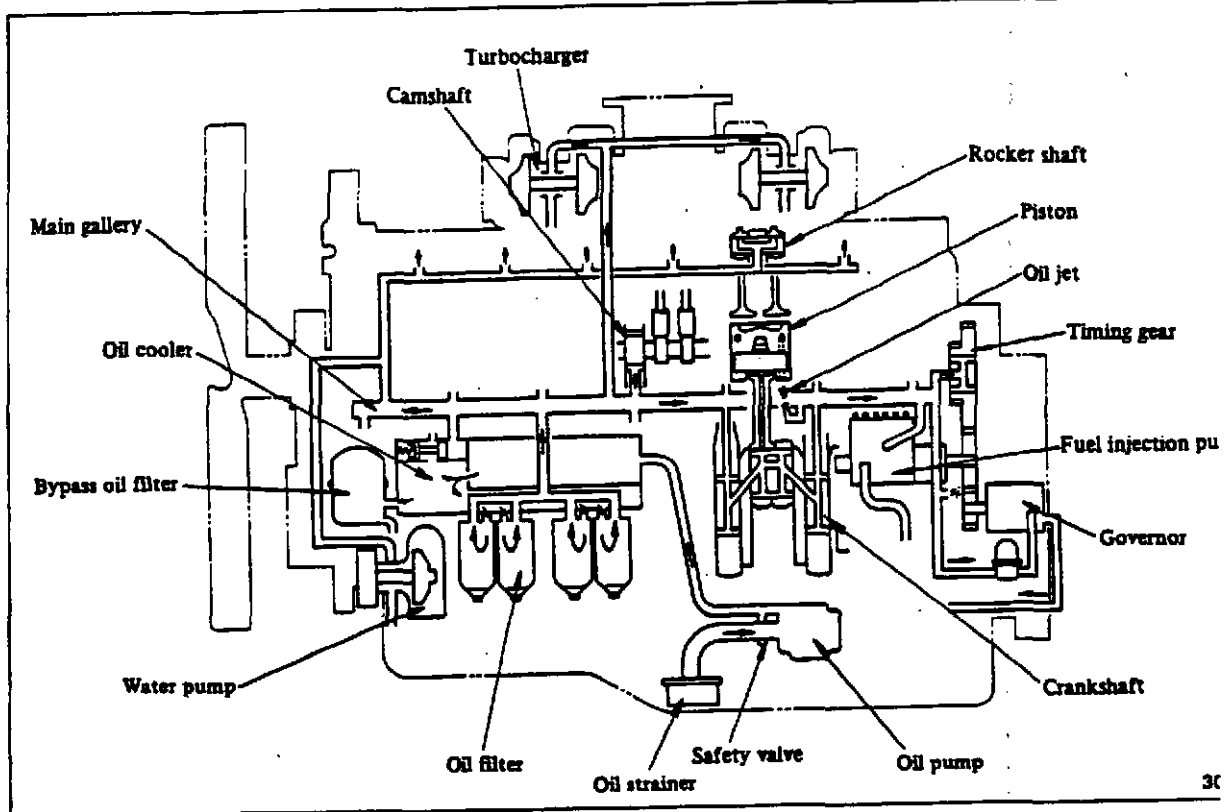 Turbocharger
Camshaft
Rocker shaft
Main gallery
Piston
Oil jet
Oil cooler
Timing gear
Bypass oil filter
Fuel injection pu
Governor
Water pump
Crankshaft
Oil filter
Oil strainer
Safety valve
Oil pump